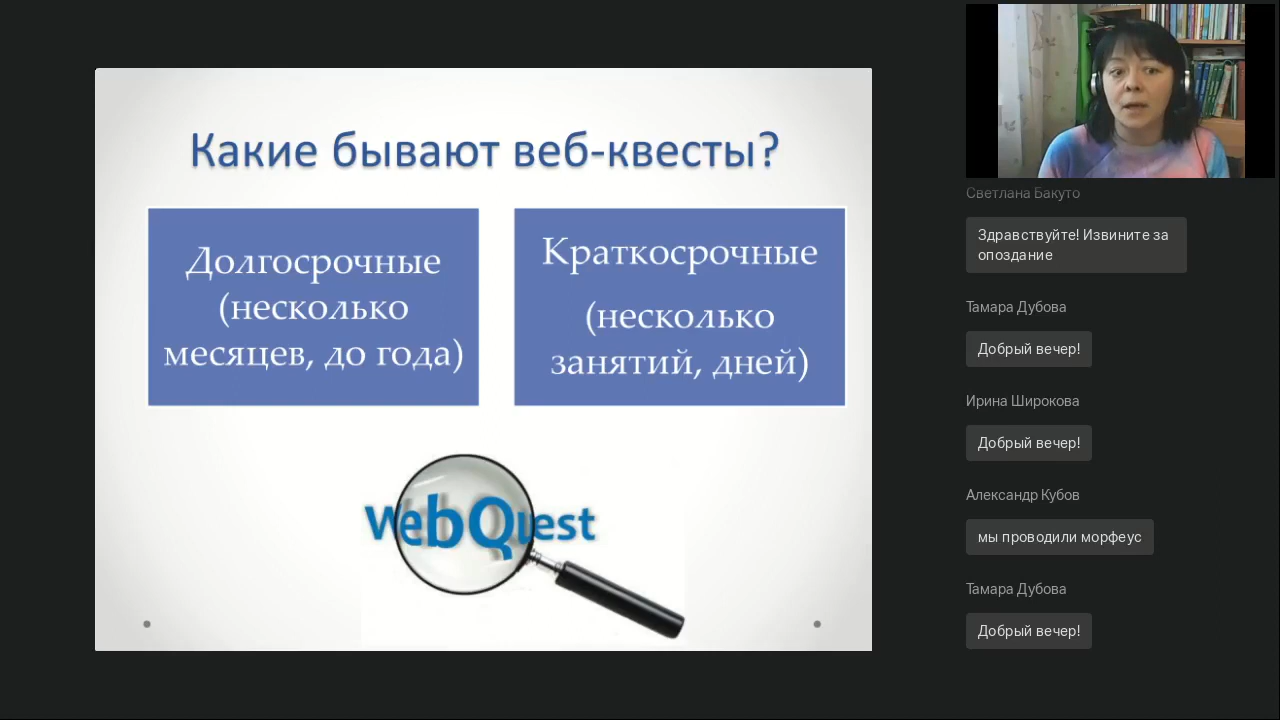 Какие бывают веб-квесты?
Долгосрочные
(несколько
месяцев, до года)
Краткосрочные
(несколько
занятий, дней)
WebQuest
Светлана Бакуто
Здравствуйте! Извините за
опоздание
Тамара Дубова
Добрый вечер!
Ирина Широкова
Добрый вечер!
Александр Кубов
мы проводили морфеус
Тамара Дубова
Добрый вечер!